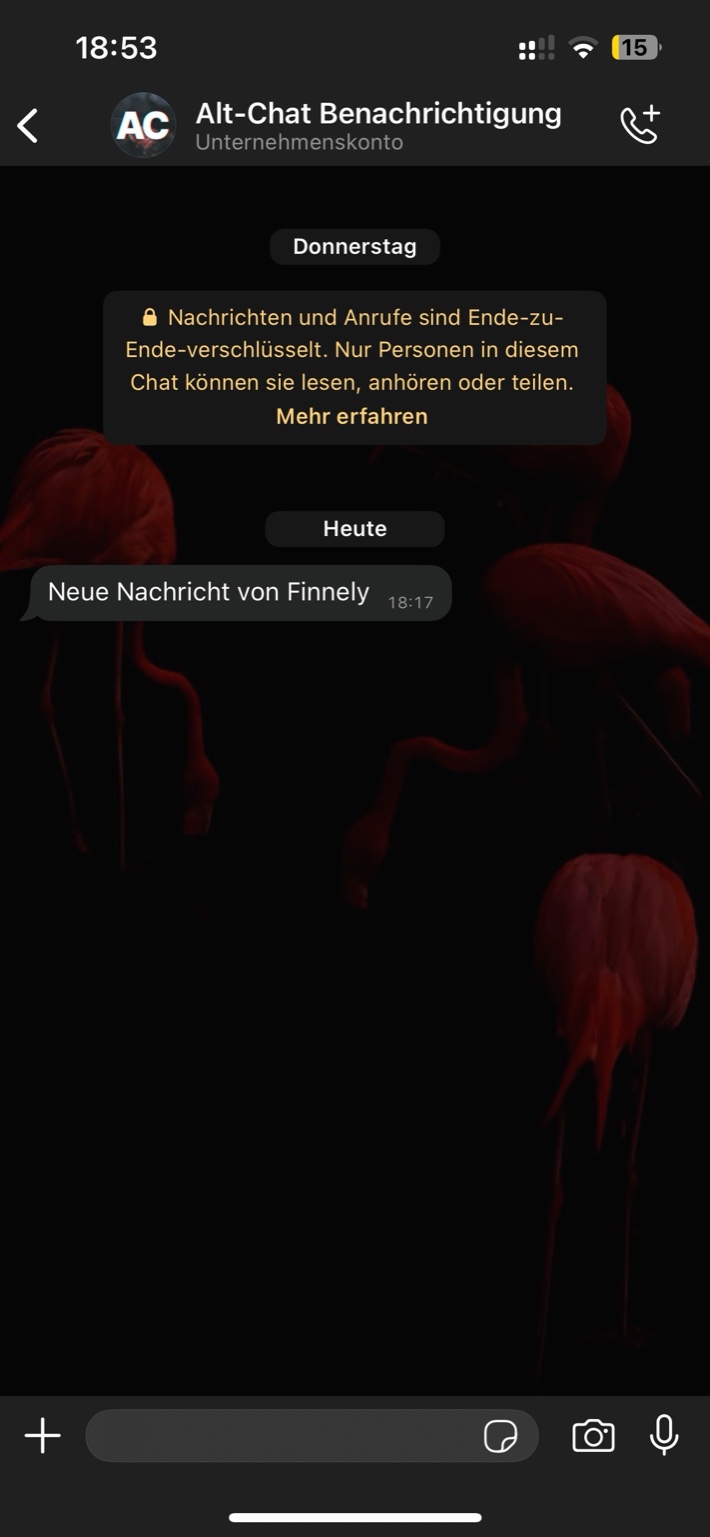 18:53
15
AC
Alt-Chat Benachrichtigung
Unternehmenskonto
Donnerstag
Nachrichten und Anrufe sind Ende-zu-
Ende-verschlüsselt. Nur Personen in diesem
Chat können sie lesen, anhören oder teilen.
Mehr erfahren
Heute
Neue Nachricht von Finnely 18:17